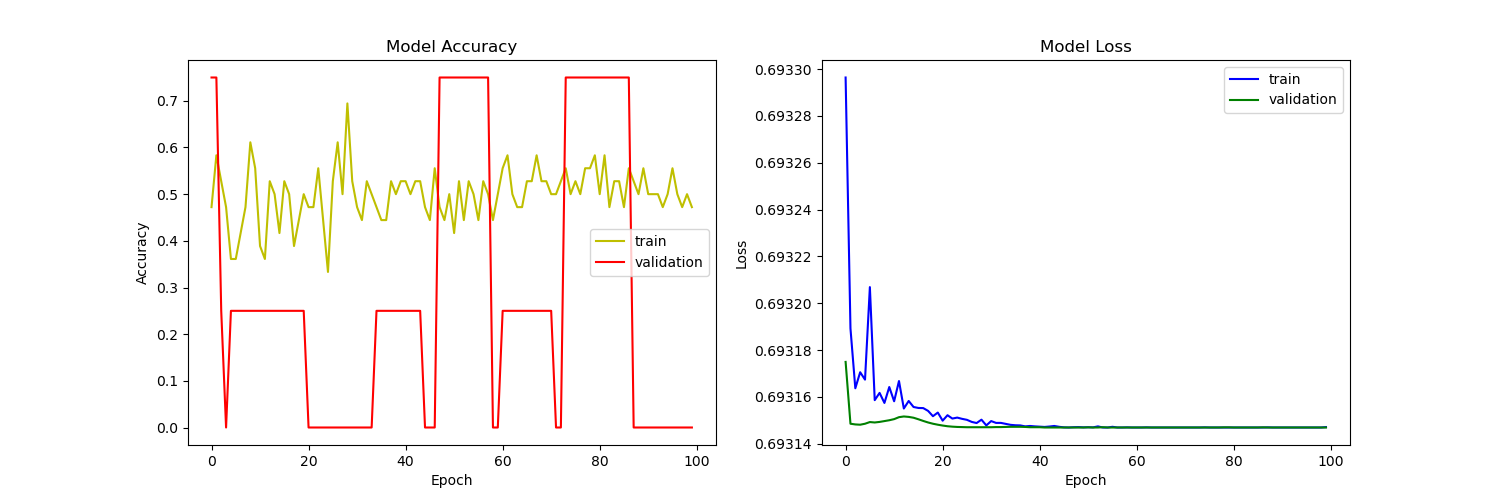 Model Accuracy
Accuracy
0.7
0.6
0.5
0.4
0.3
0.2
0.1
0.0
0 20 40 60 80 100
Epoch
train
validation
Model Loss
Loss
0.69330
0.69328
0.69326
0.69324
0.69322
0.69320
0.69318
0.69316
0.69314
0 20 40 60 80 100
Epoch
train
validation